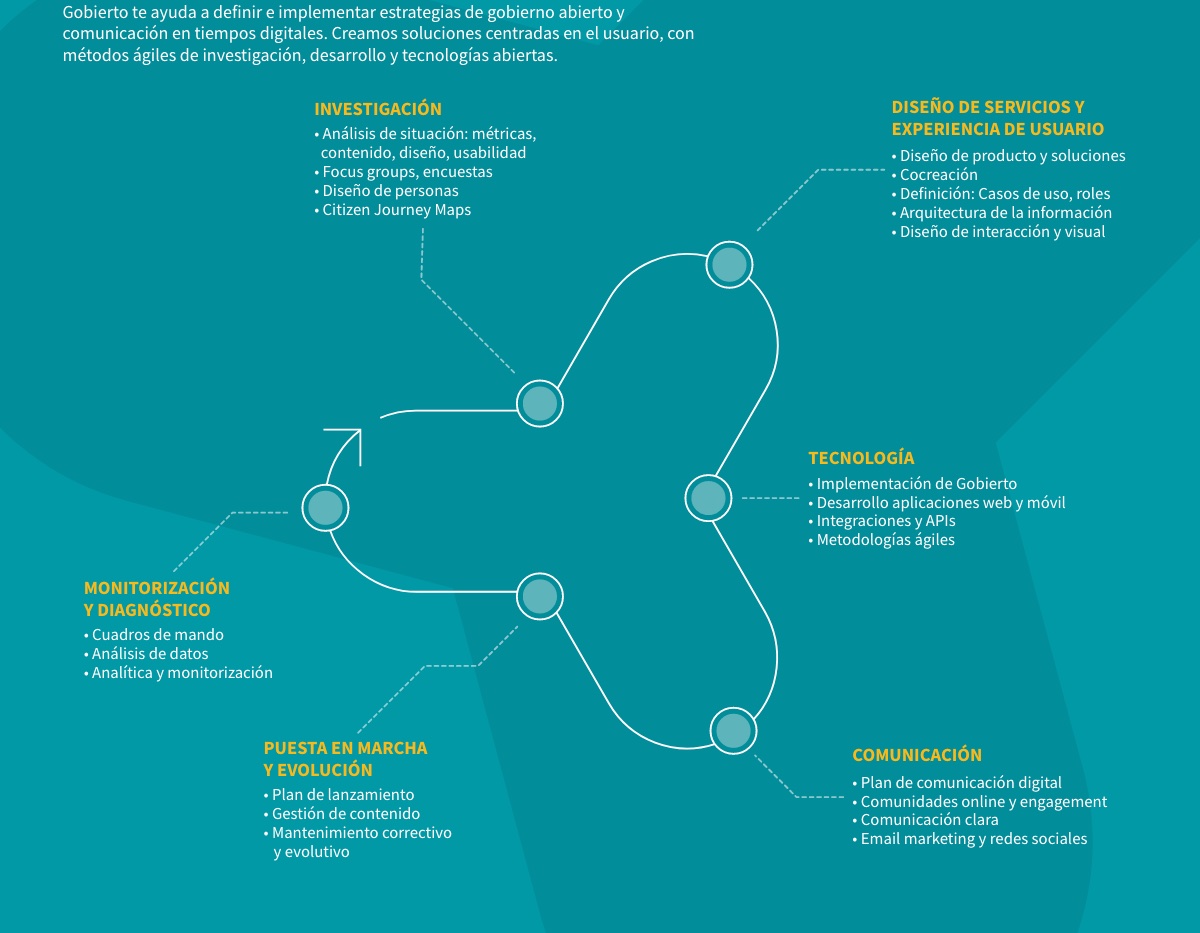 Gobierto te ayuda a definir e implementar estrategias de gobierno abierto y
comunicación en tiempos digitales. Creamos soluciones centradas en el usuario, con
métodos ágiles de investigación, desarrollo y tecnologías abiertas.
INVESTIGACIÓN
• Análisis de situación: métricas,
contenido, diseño, usabilidad
• Focus groups, encuestas
• Diseño de personas
• Citizen Journey Maps
DISEÑO DE SERVICIOS Y
EXPERIENCIA DE USUARIO
• Diseño de producto y soluciones
• Cocreación
• Definición: Casos de uso, roles
• Arquitectura de la información
• Diseño de interacción y visual
TECNOLOGÍA
• Implementación de Gobierto
• Desarrollo aplicaciones web y móvil
• Integraciones y APIs
• Metodologías ágiles
MONITORIZACIÓN
Y DIAGNÓSTICO
• Cuadros de mando
• Análisis de datos
• Analítica y monitorización
PUESTA EN MARCHA
Y EVOLUCIÓN
• Plan de lanzamiento
• Gestión de contenido
• Mantenimiento correctivo
y evolutivo
COMUNICACIÓN
• Plan de comunicación digital
• Comunidades online y engagement
• Comunicación clara
• Email marketing y redes sociales